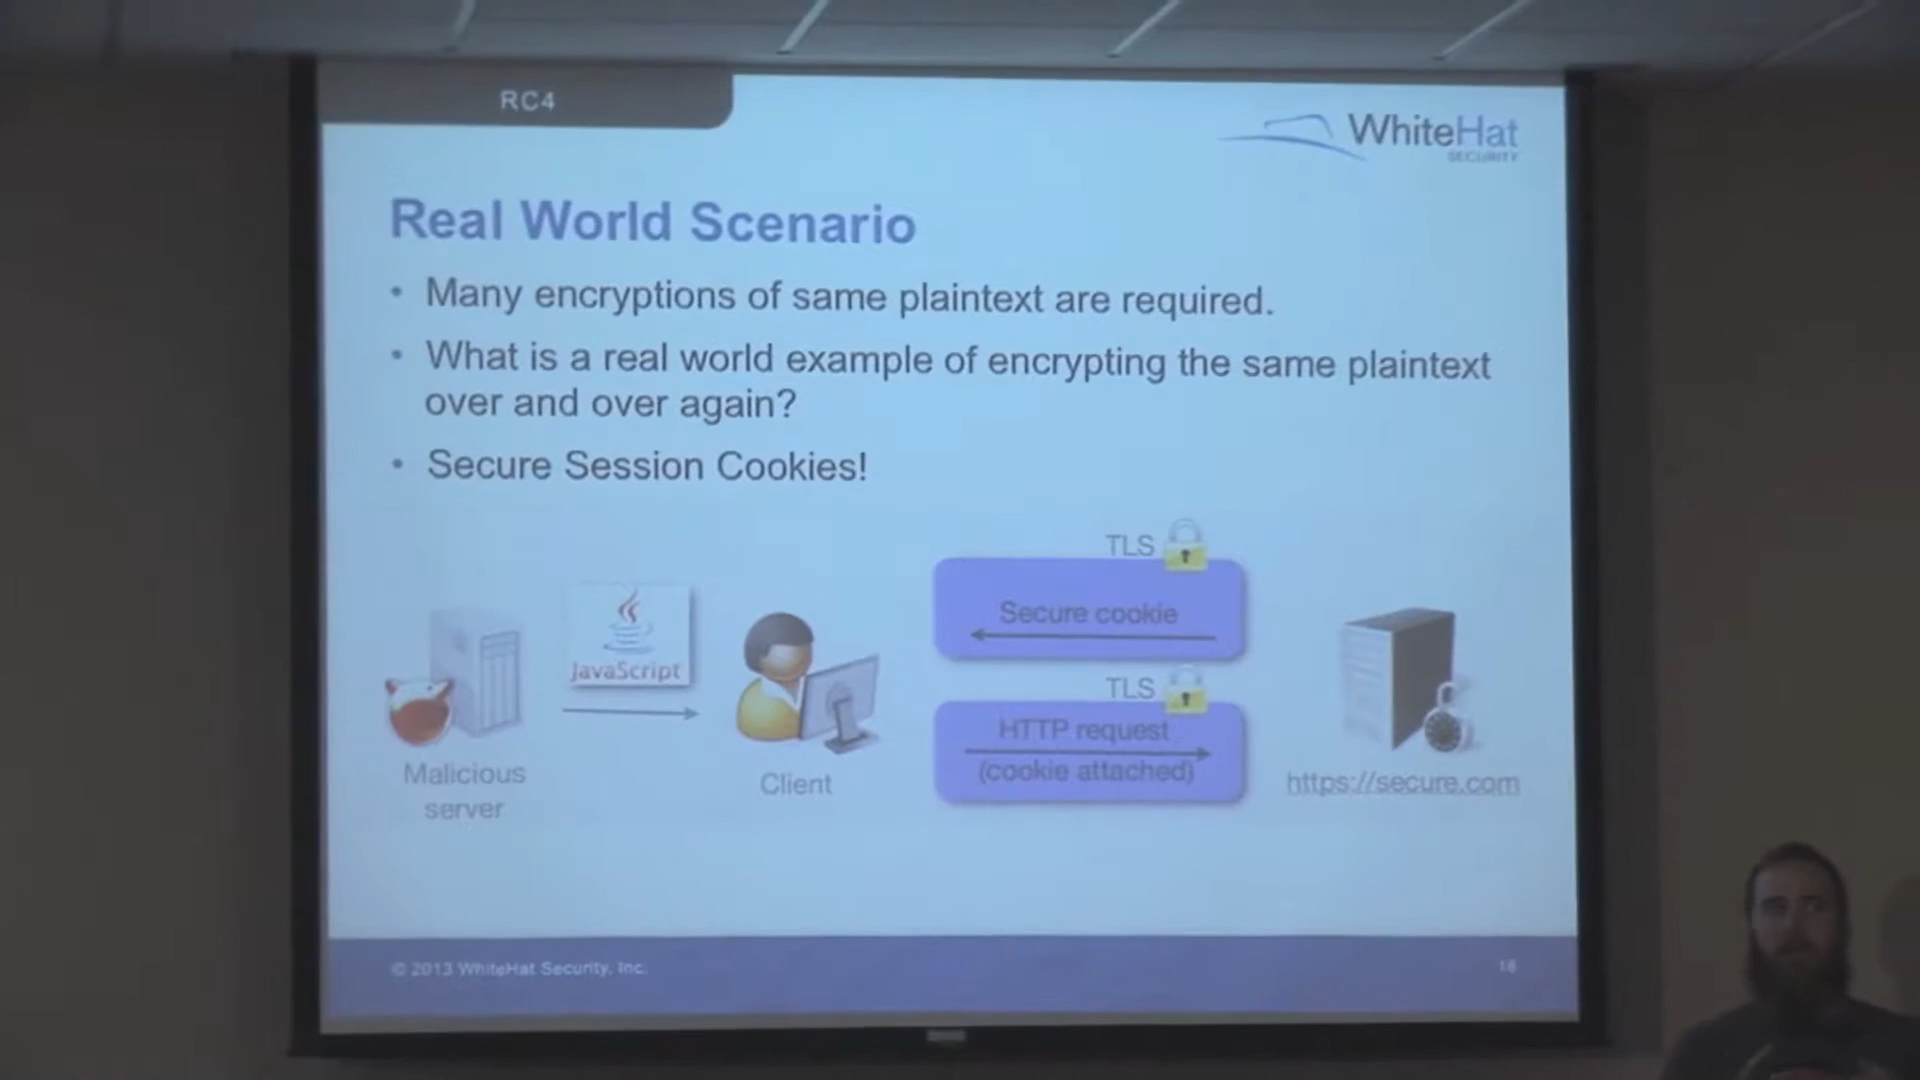 RC4
WhiteHat
SECURITY
Real World Scenario
• Many encryptions of same plaintext are required.
• What is a real world example of encrypting the same plaintext
over and over again?
• Secure Session Cookies!
TLS
Secure cookie
JavaScript
TLS
HTTP request
(cookie attached)
Malicious
server
Client
https://secure.com
© 2013 WhiteHat Security, Inc.
18